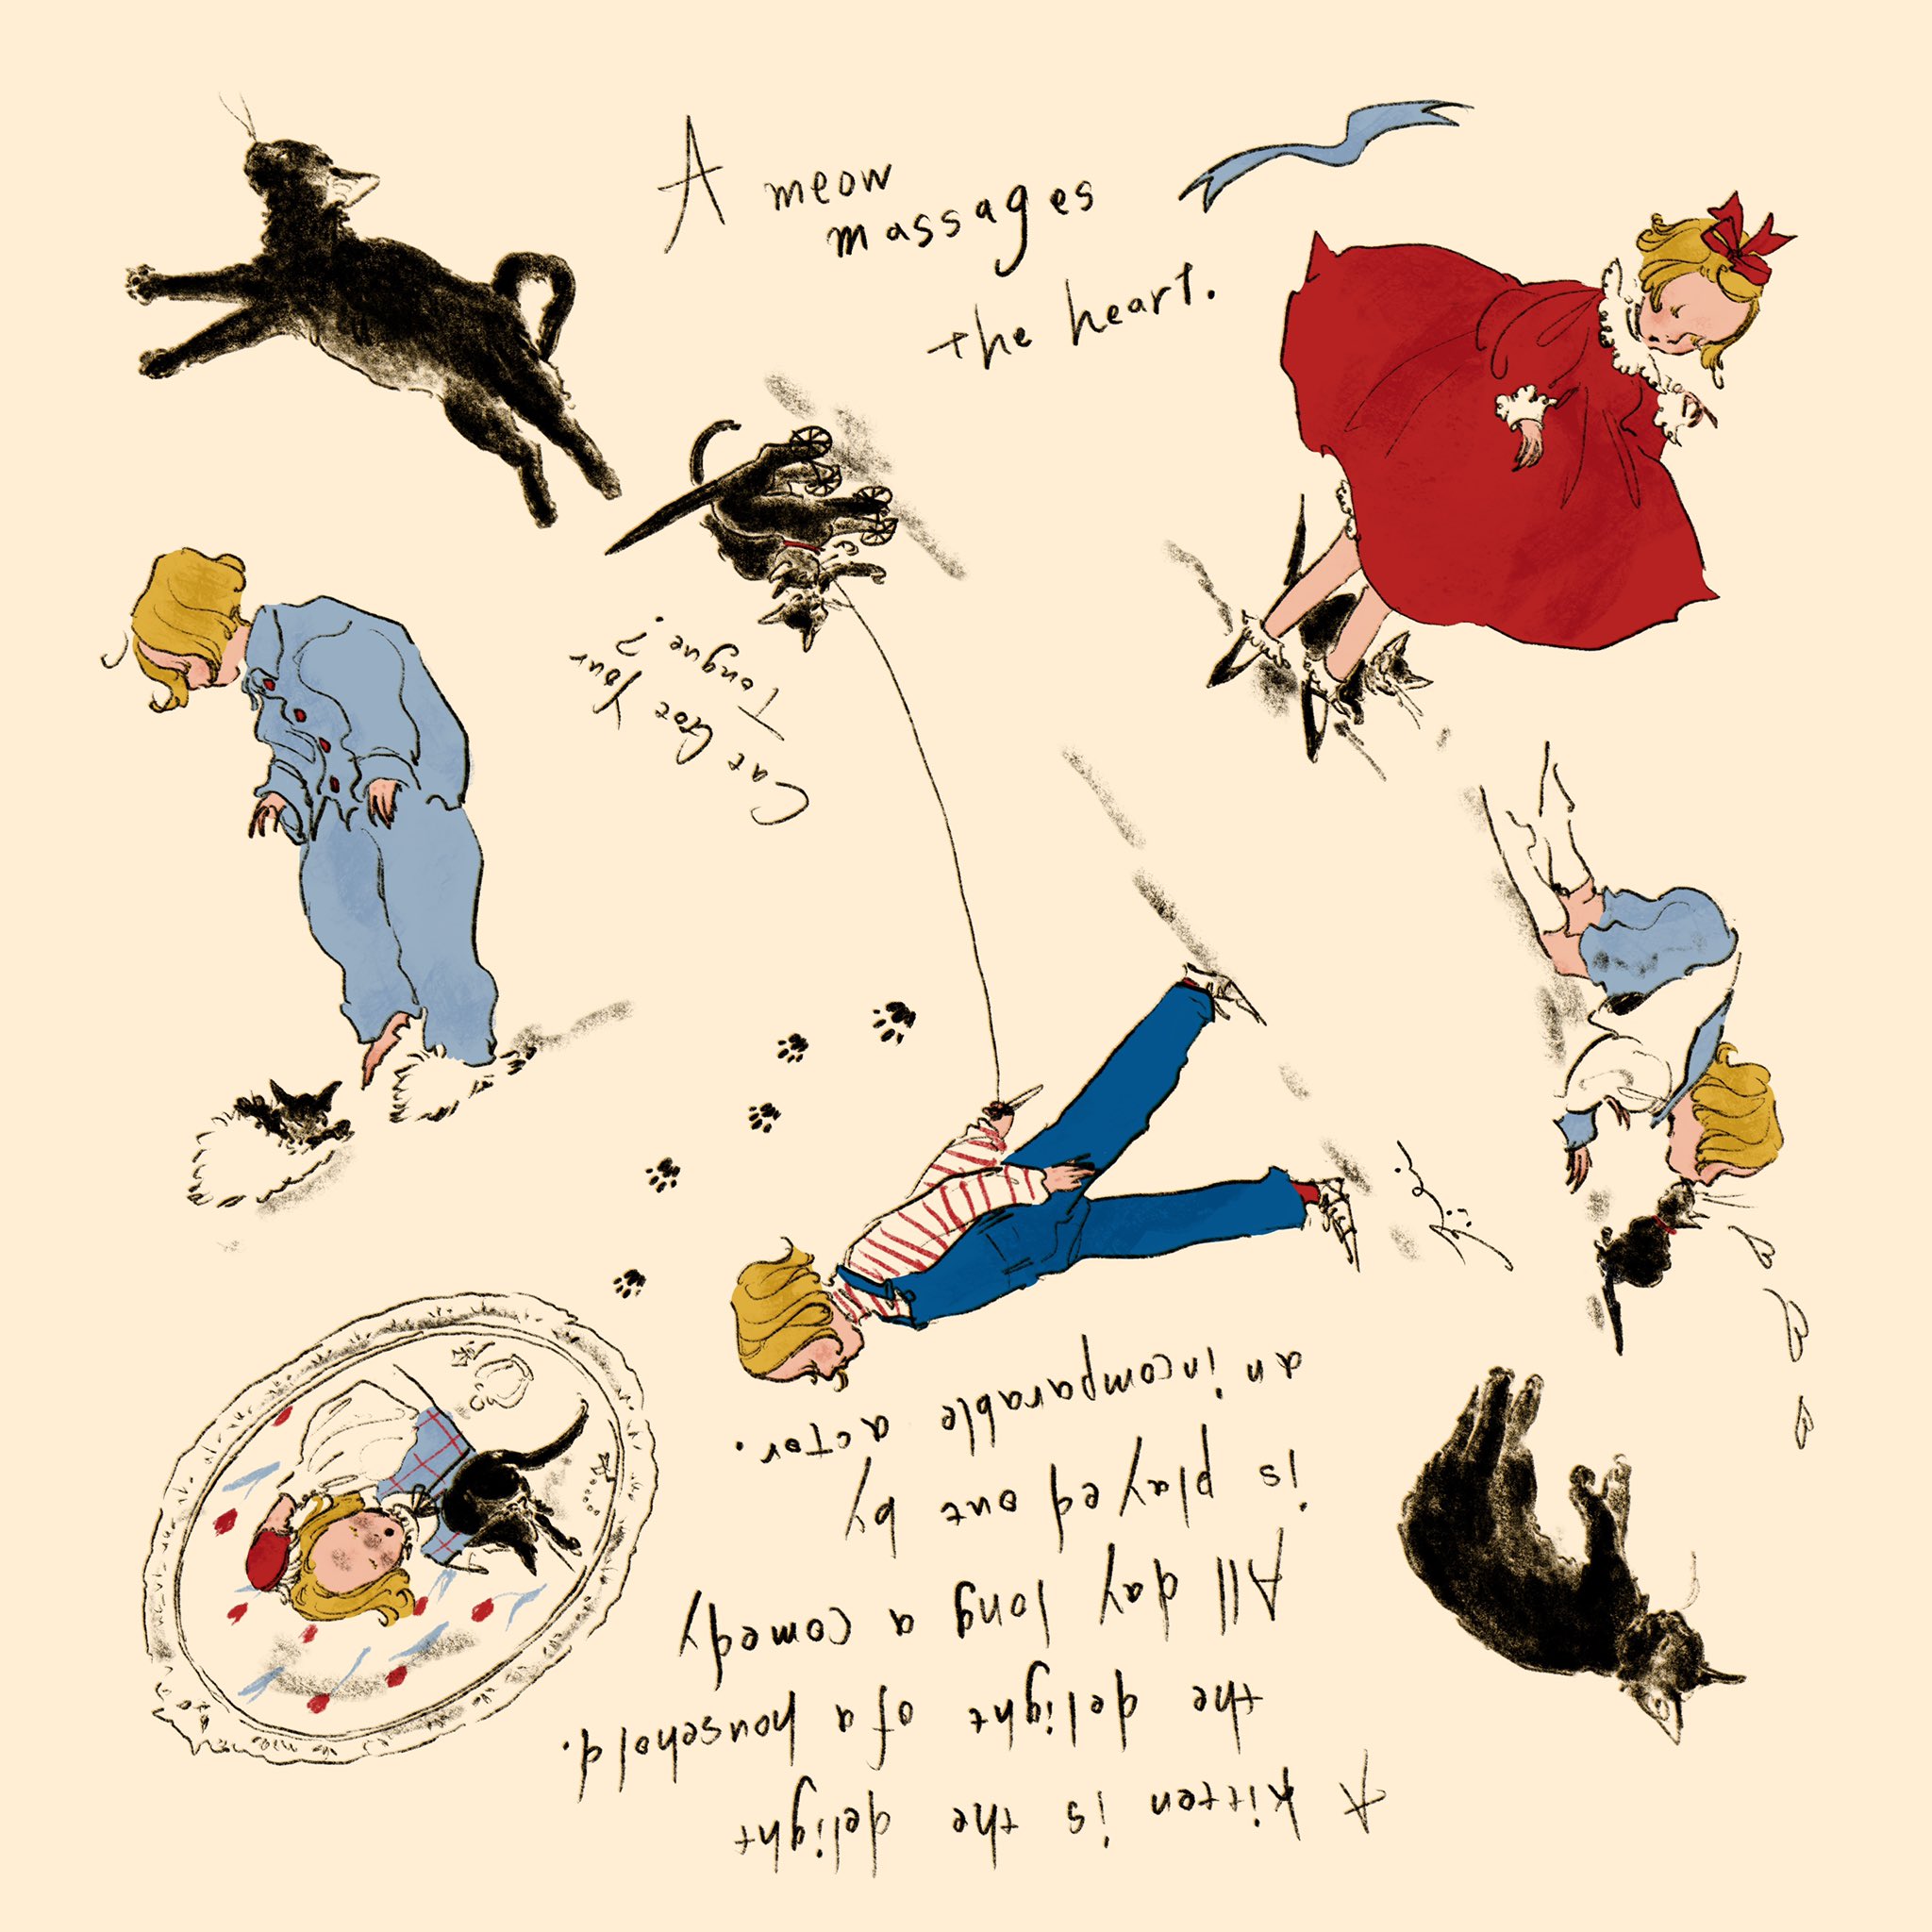 A meow
massages
the heart.
Cat Got Your
Tongue?
A kitten is the delight
the delight of a household.
All day long a comedy
is played out by
an incomparable actor.